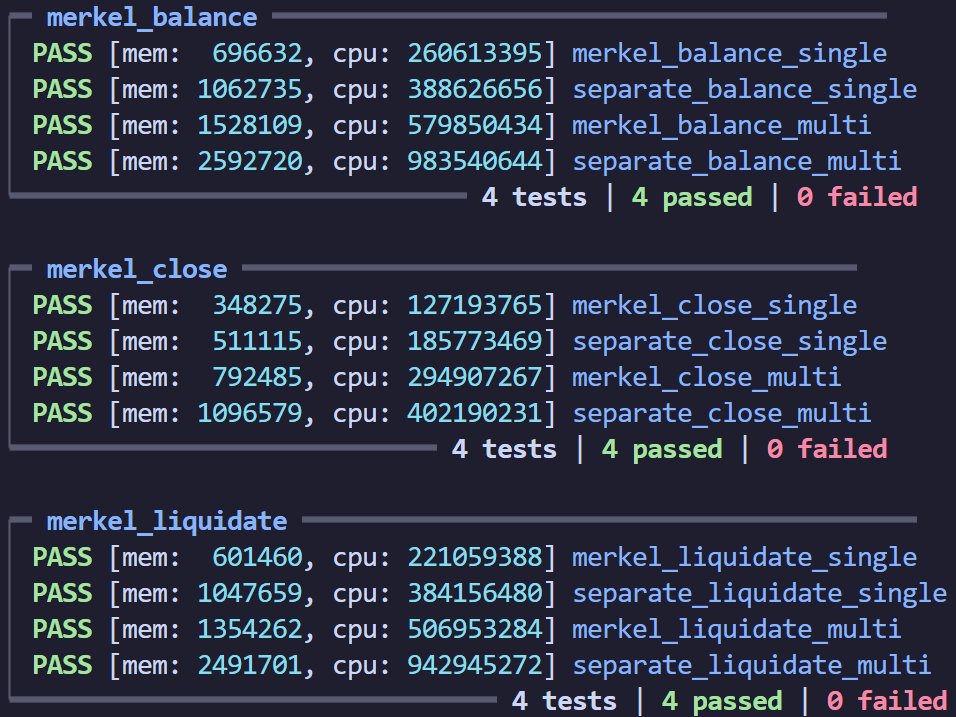 merkel_balance
PASS [mem:  696632, cpu: 260613395] merkel_balance_single
PASS [mem: 1062735, cpu: 388626656] separate_balance_single
PASS [mem: 1528109, cpu: 579850434] merkel_balance_multi
PASS [mem: 2592720, cpu: 983540644] separate_balance_multi
4 tests | 4 passed | 0 failed
merkel_close
PASS [mem:  348275, cpu: 127193765] merkel_close_single
PASS [mem:  511115, cpu: 185773469] separate_close_single
PASS [mem:  792485, cpu: 294907267] merkel_close_multi
PASS [mem: 1096579, cpu: 402190231] separate_close_multi
4 tests | 4 passed | 0 failed
merkel_liquidate
PASS [mem:  601460, cpu: 221059388] merkel_liquidate_single
PASS [mem: 1047659, cpu: 384156480] separate_liquidate_single
PASS [mem: 1354262, cpu: 506953284] merkel_liquidate_multi
PASS [mem: 2491701, cpu: 942945272] separate_liquidate_multi
4 tests | 4 passed | 0 failed